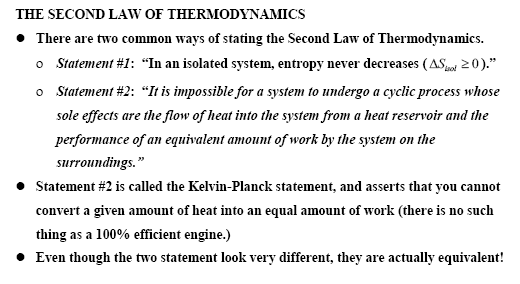 THE SECOND LAW OF THERMODYNAMICS
● There are two common ways of stating the Second Law of Thermodynamics.
o Statement #1: “In an isolated system, entropy never decreases (ΔS_isol ≥ 0).”
o Statement #2: “It is impossible for a system to undergo a cyclic process whose
sole effects are the flow of heat into the system from a heat reservoir and the
performance of an equivalent amount of work by the system on the
surroundings.”
● Statement #2 is called the Kelvin-Planck statement, and asserts that you cannot
convert a given amount of heat into an equal amount of work (there is no such
thing as a 100% efficient engine.)
● Even though the two statement look very different, they are actually equivalent!